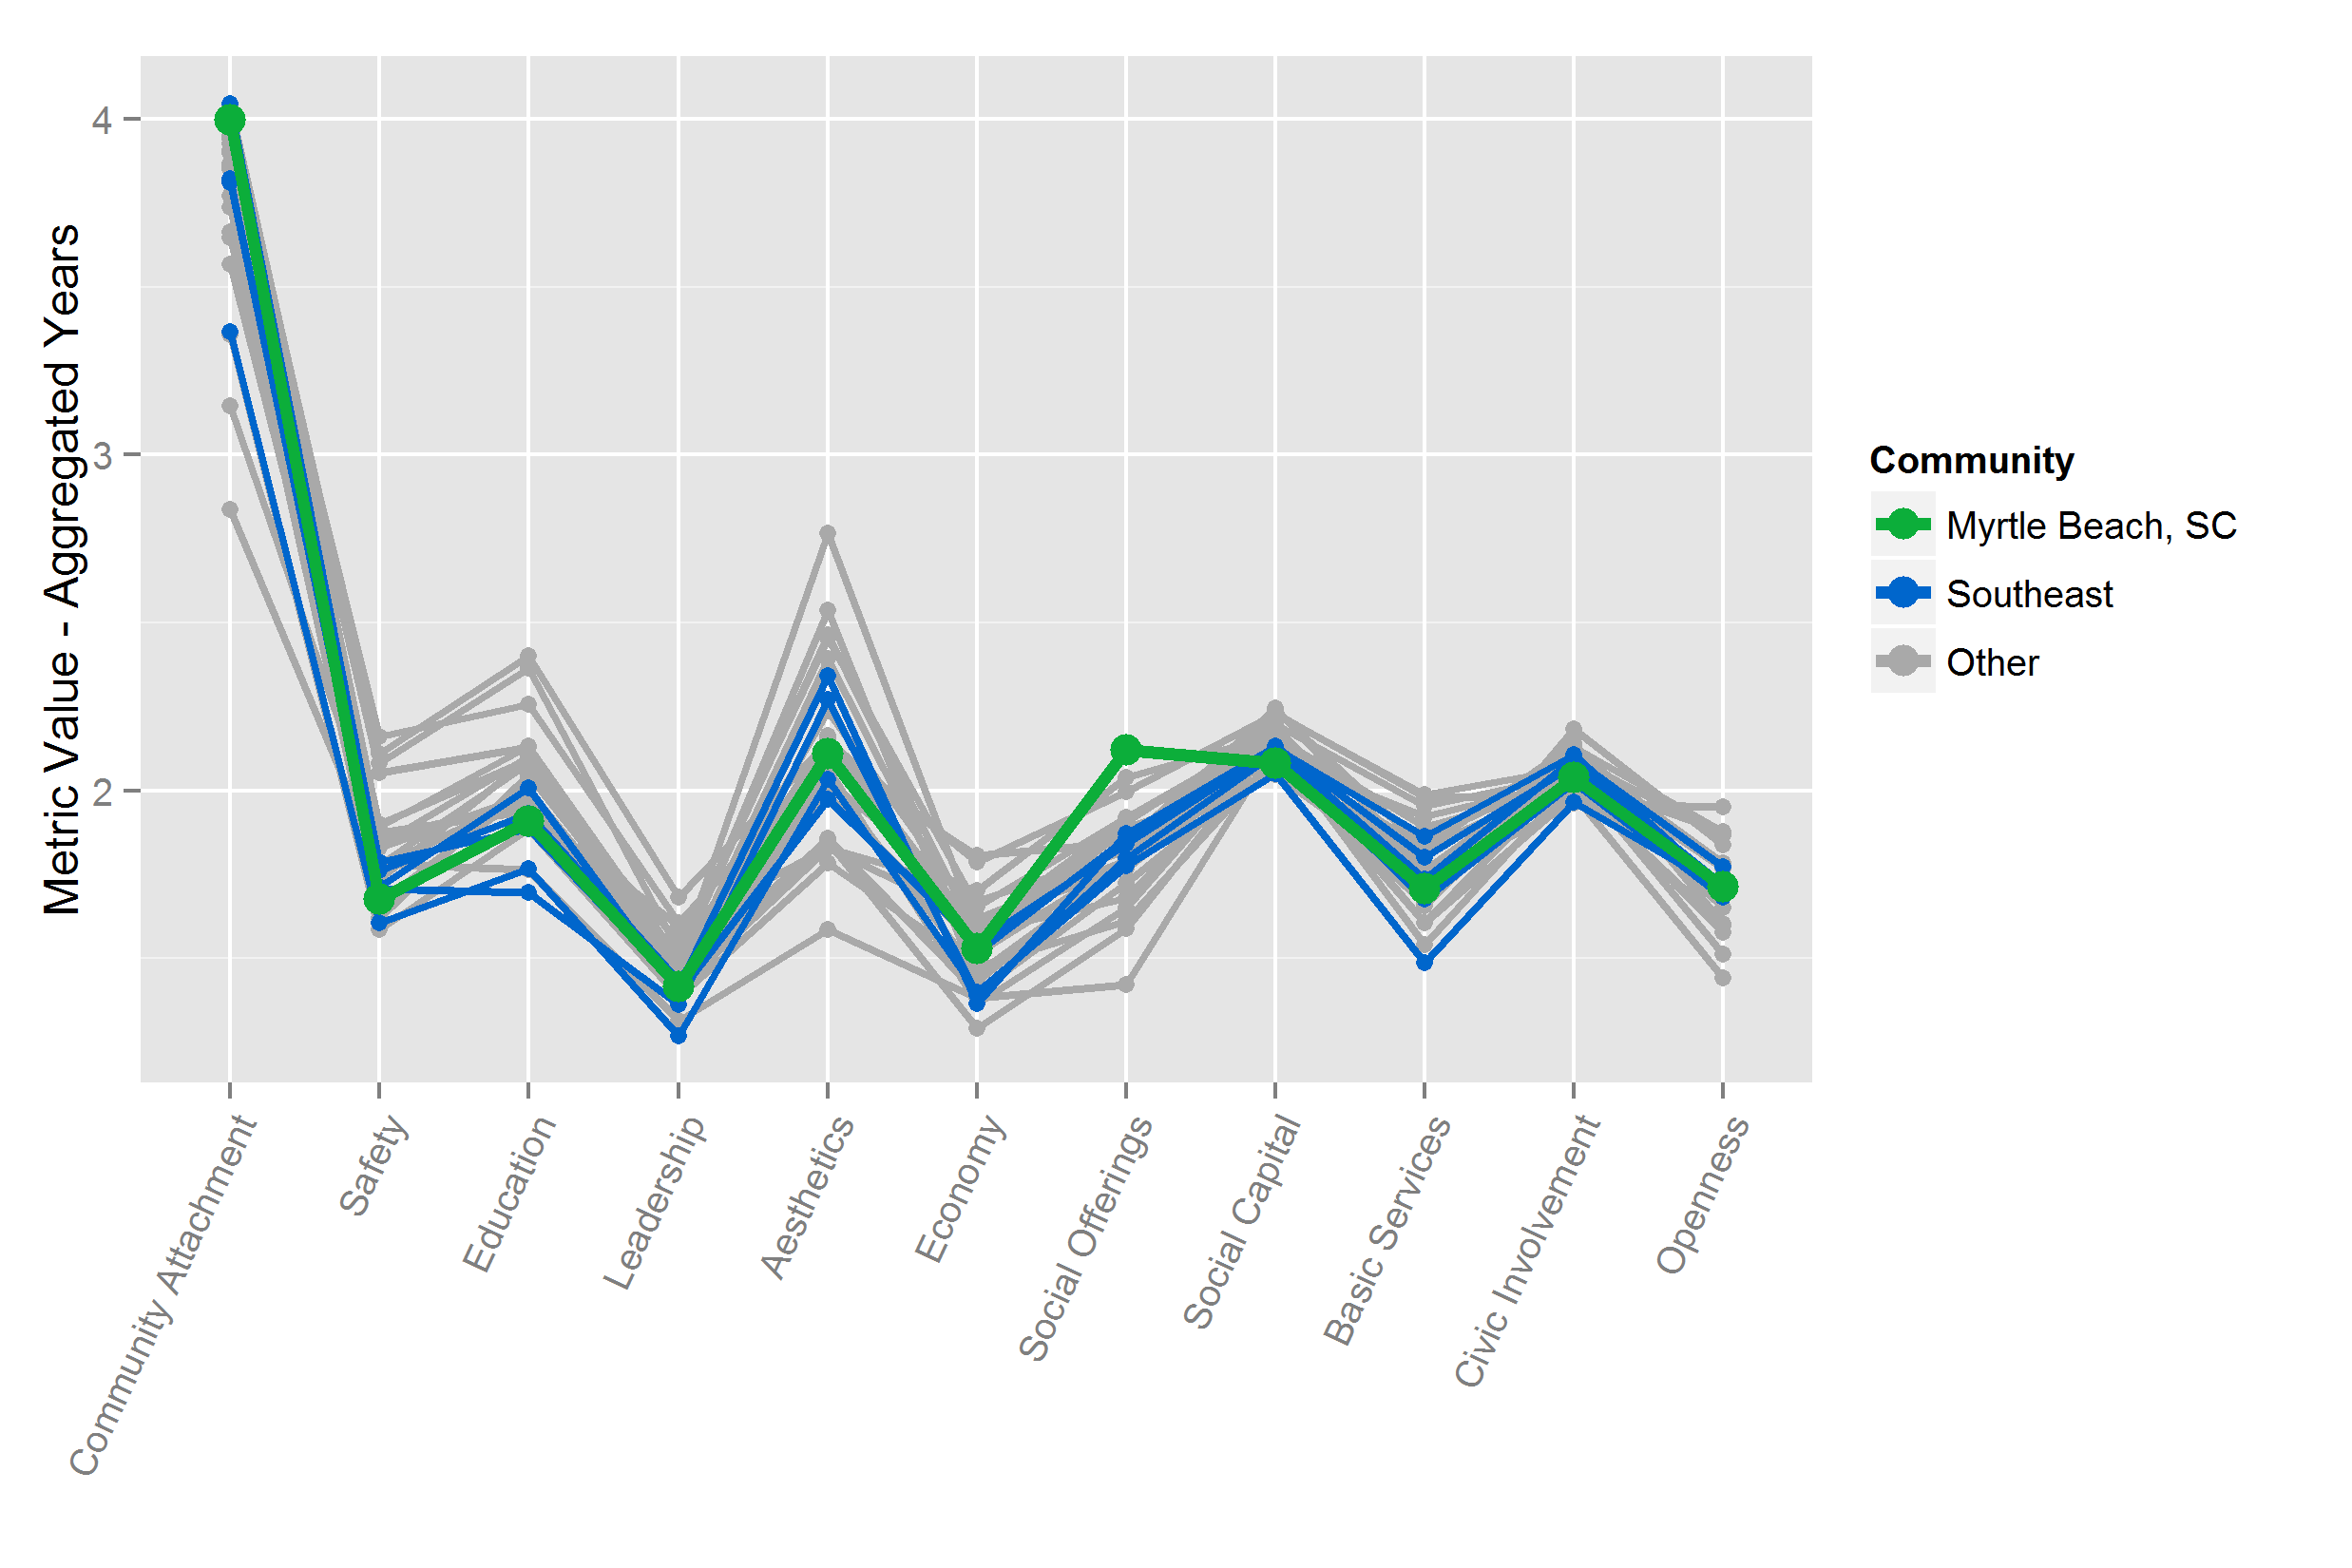 Metric Value - Aggregated Years
4
3
2
Community Attachment
Safety
Education
Leadership
Aesthetics
Economy
Social Offerings
Social Capital
Basic Services
Civic Involvement
Openness
Community
Myrtle Beach, SC
Southeast
Other